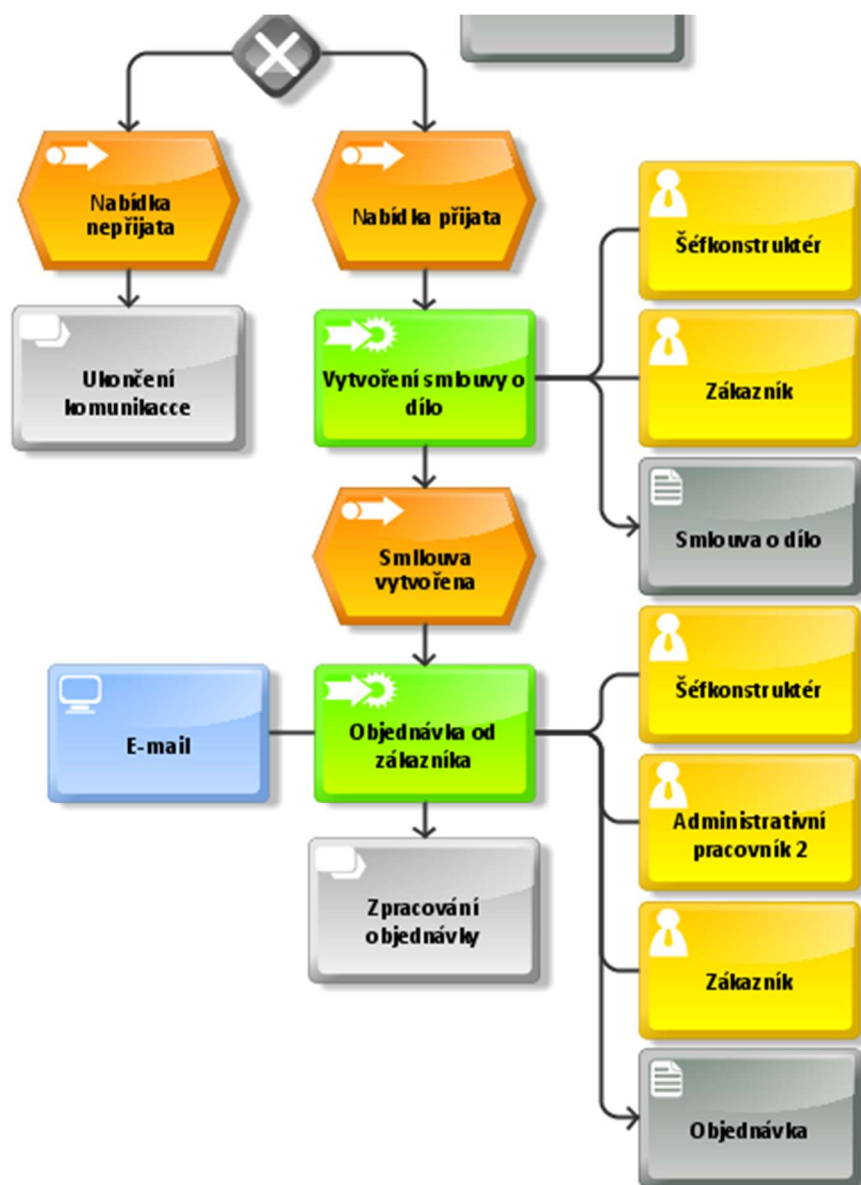 Nabídka
nepřijata
Nabídka přijata
Šéfkonstruktér
Ukončení
komunikacce
Vytvoření smlouvy o
dílo
Zákazník
Smlouva o dílo
Smllouva
vytvořena
Šéfkonstruktér
E-mail
Objednávka od
zákazníka
Administrativní
pracovník 2
Zpracování
objednávky
Zákazník
Objednávka